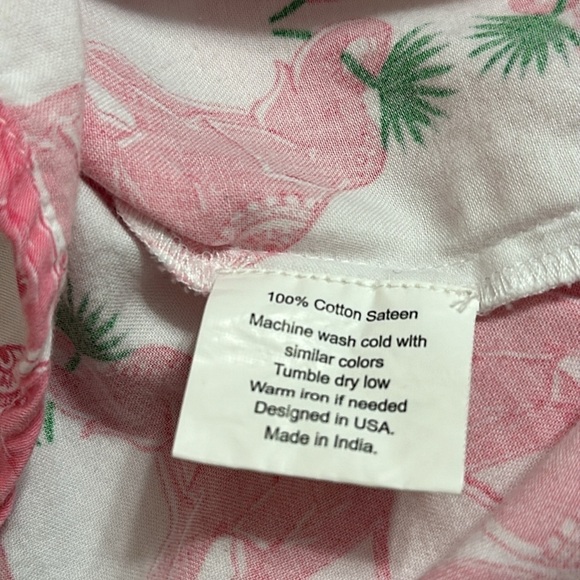 100% Cotton Sateen
Machine wash cold with
similar colors
Tumble dry low
Warm iron if needed
Designed in USA.
Made in India.